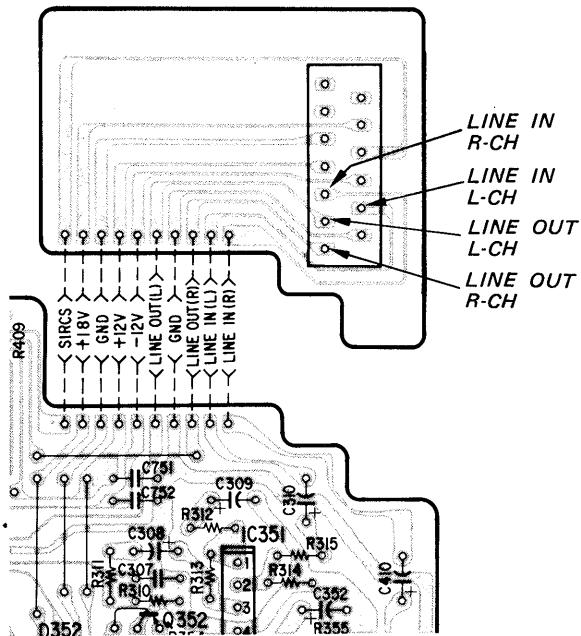 LINE IN
R-CH
LINE IN
L-CH
LINE OUT
L-CH
LINE OUT
R-CH
R409
SIRCS
+18V
GND
+12V
-12V
LINE OUT(L)
GND
LINE OUT(R)
LINE IN(L)
LINE IN(R)
C751
C752
C309
C310
R312
IC351
C308
R311
C307
R313
R315
R314
R310
C410
1
2
3
4
Q352
C352
R355